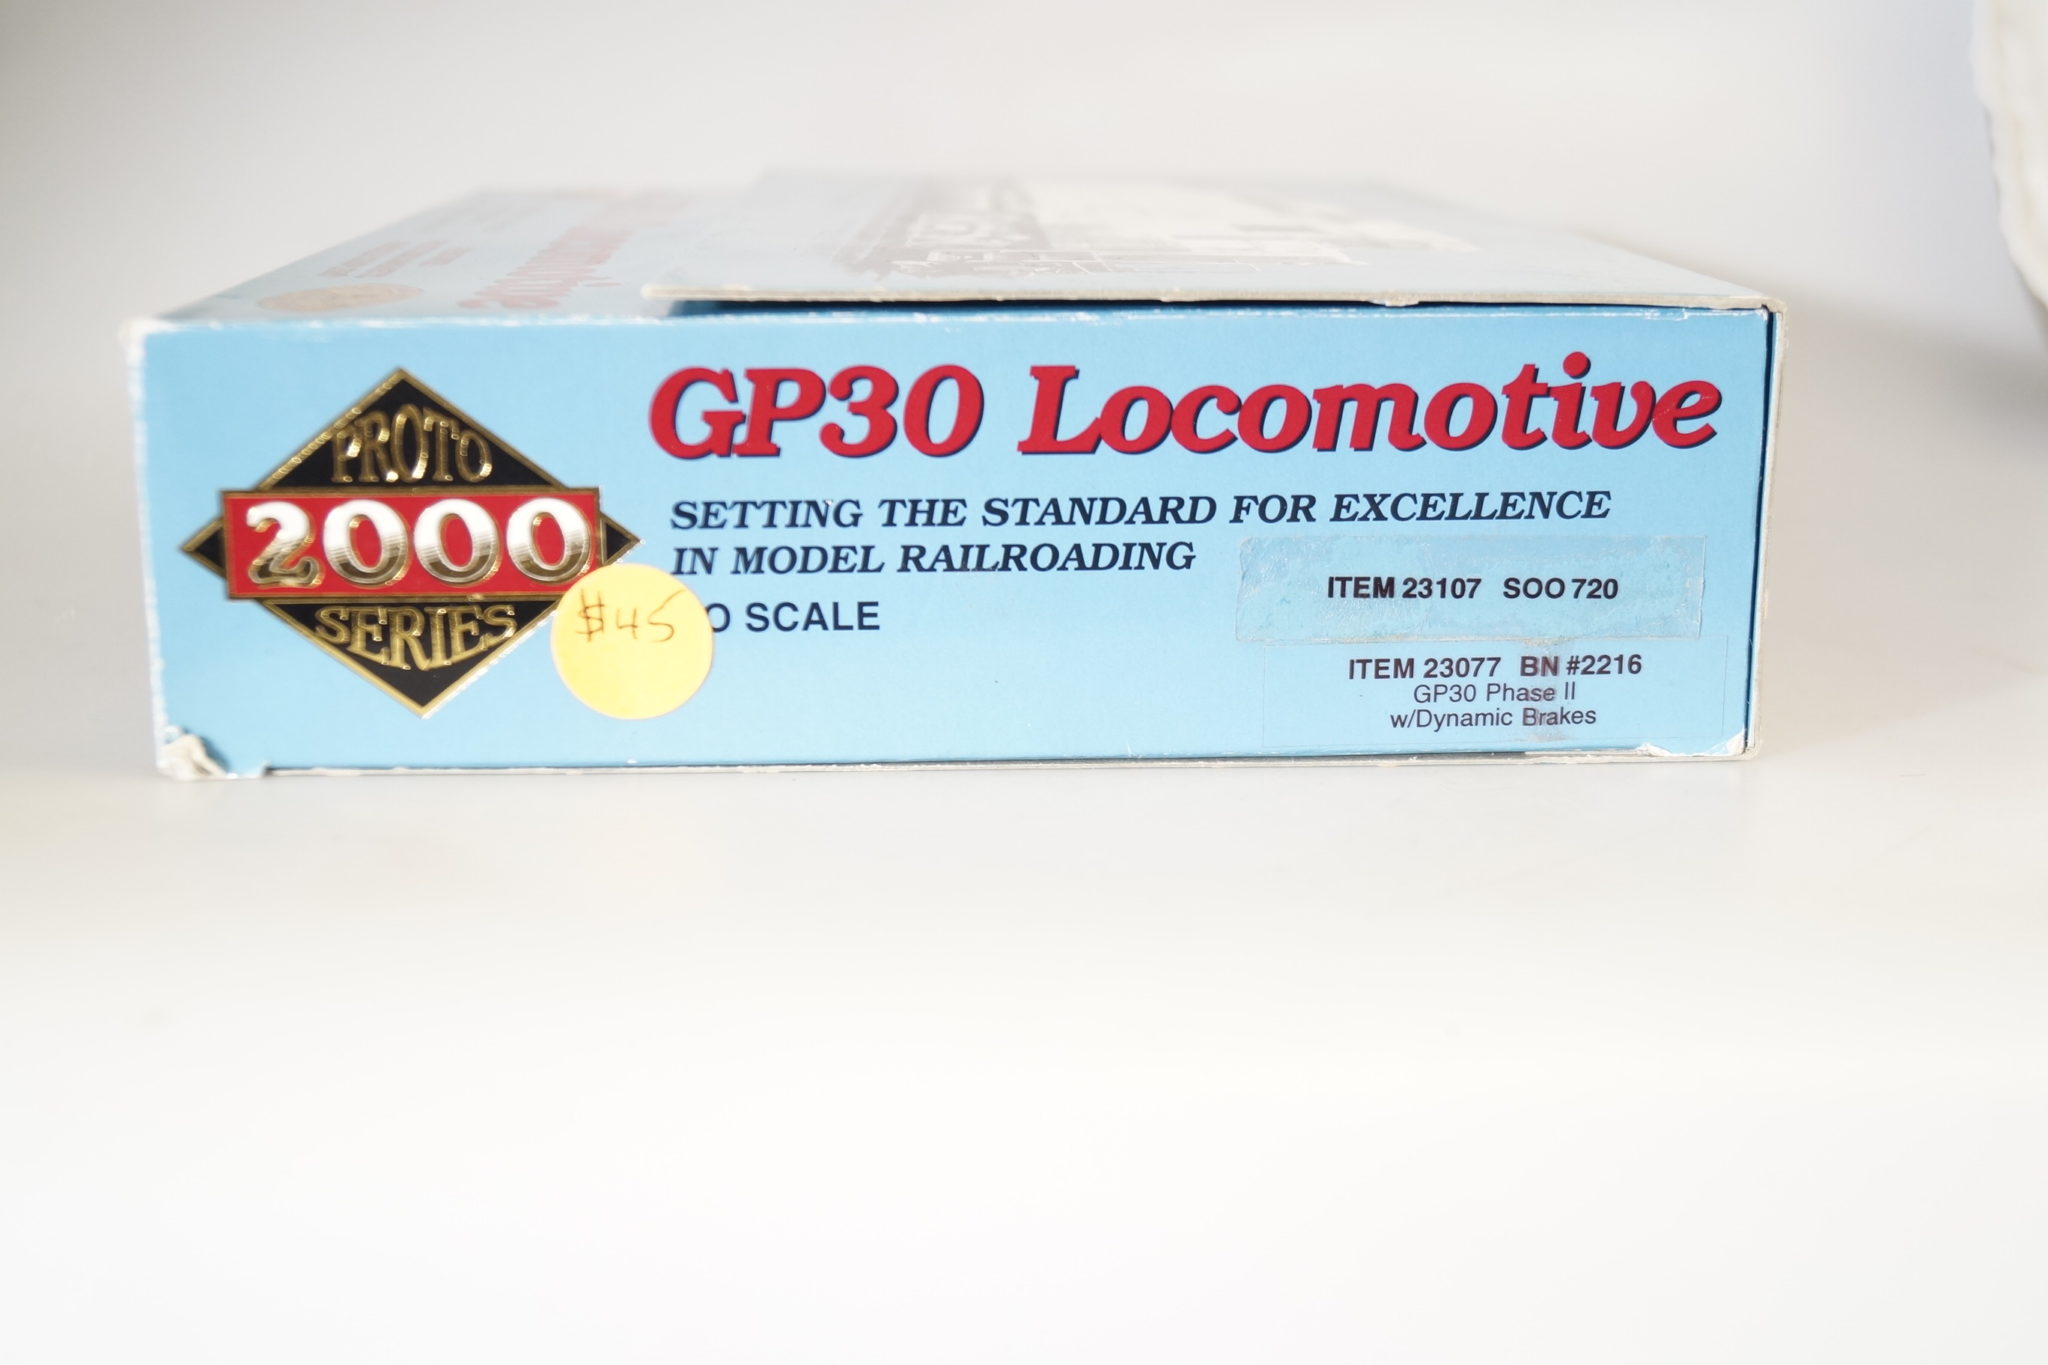 PROTO
2000
SERIES
$45
GP30 Locomotive
SETTING THE STANDARD FOR EXCELLENCE
IN MODEL RAILROADING
O SCALE
ITEM 23107 SOO 720
ITEM 23077 BN #2216
GP30 Phase II
w/Dynamic Brakes